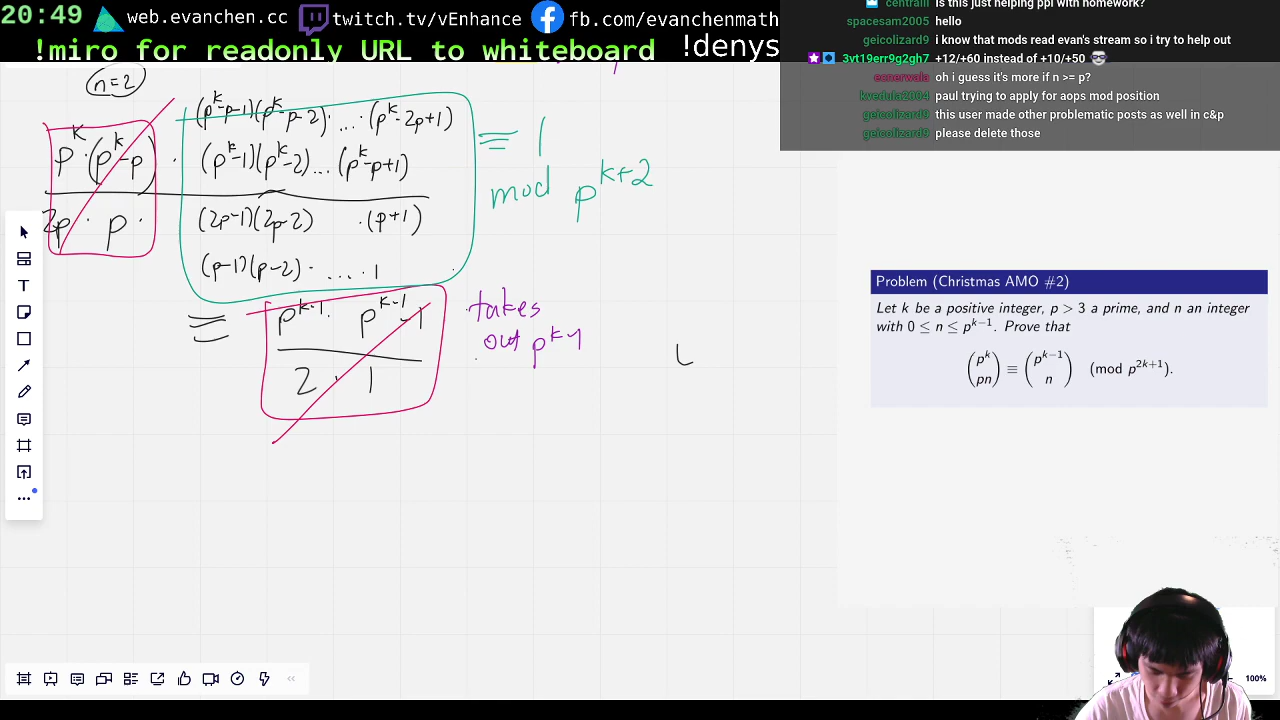 20:49
web.evanchen.cc
twitch.tv/vEnhance
fb.com/evanchenmath
!miro for readonly URL to whiteboard
!denys
centralli is this just helping ppl with homework?
spacesam2005 hello
geicolizard9 i know that mods read evan's stream so i try to help out
3vt19err9g2gh7 +12/+60 instead of +10/+50
ecnerwala oh i guess it's more if n >= p?
kvedula2004 paul trying to apply for aops mod position
geicolizard9 this user made other problematic posts as well in c&p
geicolizard9 please delete those
n=2
(p^k-p-1)(p^k-p-2)· ... ·(p^k-2p+1)
p^k·(p^k-p) · (p^k-1)(p^k-2)...(p^k-p+1)
≡ 1
mod p^{k+2}
2p · p · (2p-1)(2p-2) ·(p+1)
(p-1)(p-2)· ... ·1
≡ p^{k-1}· p^{k-1}-1
2 · 1
takes
out p^{k-1}
Problem (Christmas AMO #2)
Let k be a positive integer, p > 3 a prime, and n an integer
with 0 ≤ n ≤ p^{k-1}. Prove that
(p^k pn) ≡ (p^{k-1} n) (mod p^{2k+1}).
T
100%